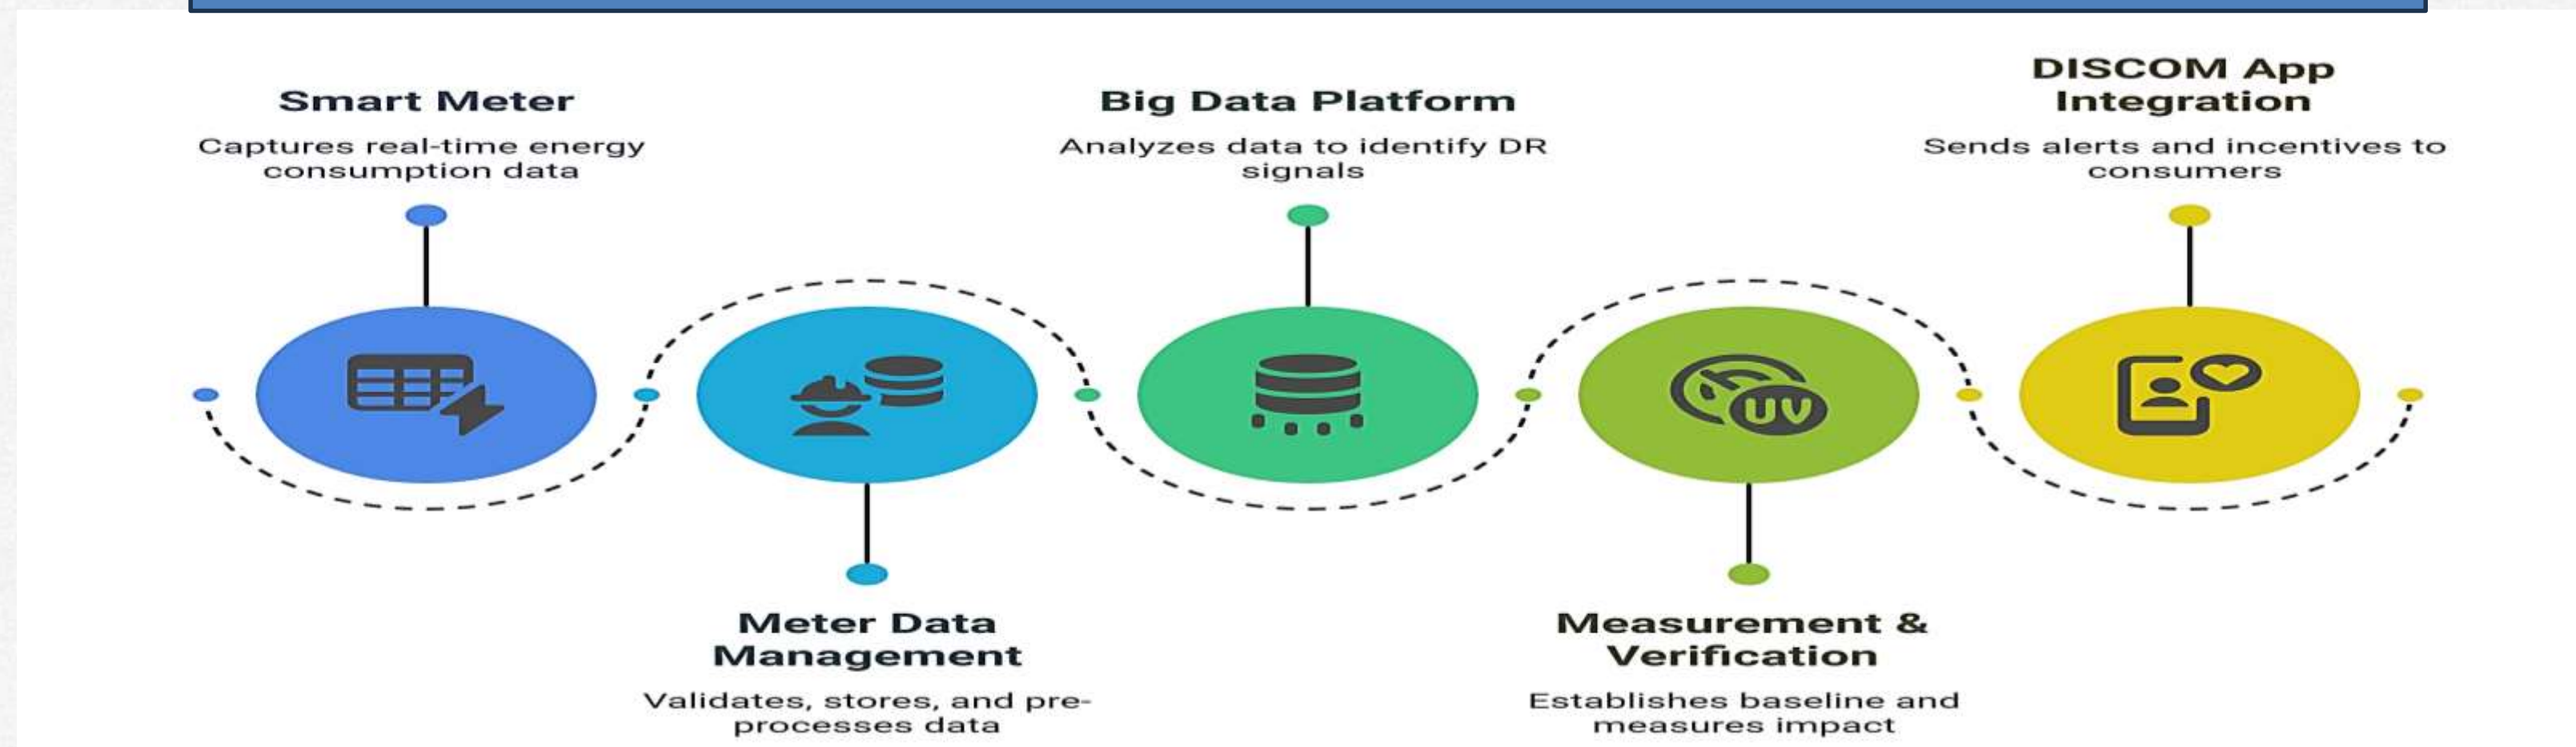 Smart Meter
Captures real-time energy
consumption data
Meter Data
Management
Validates, stores, and pre-
processes data
Big Data Platform
Analyzes data to identify DR
signals
UV
Measurement &
Verification
Establishes baseline and
measures impact
DISCOM App
Integration
Sends alerts and incentives to
consumers